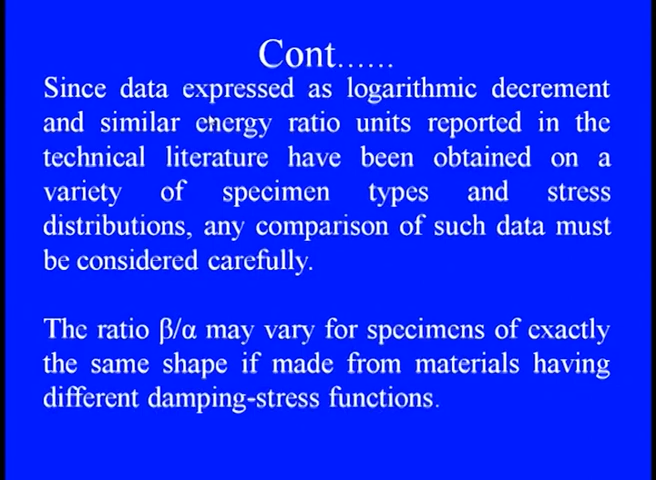 Cont......
Since data expressed as logarithmic decrement
and similar energy ratio units reported in the
technical literature have been obtained on a
variety of specimen types and stress
distributions, any comparison of such data must
be considered carefully.
The ratio β/α may vary for specimens of exactly
the same shape if made from materials having
different damping-stress functions.